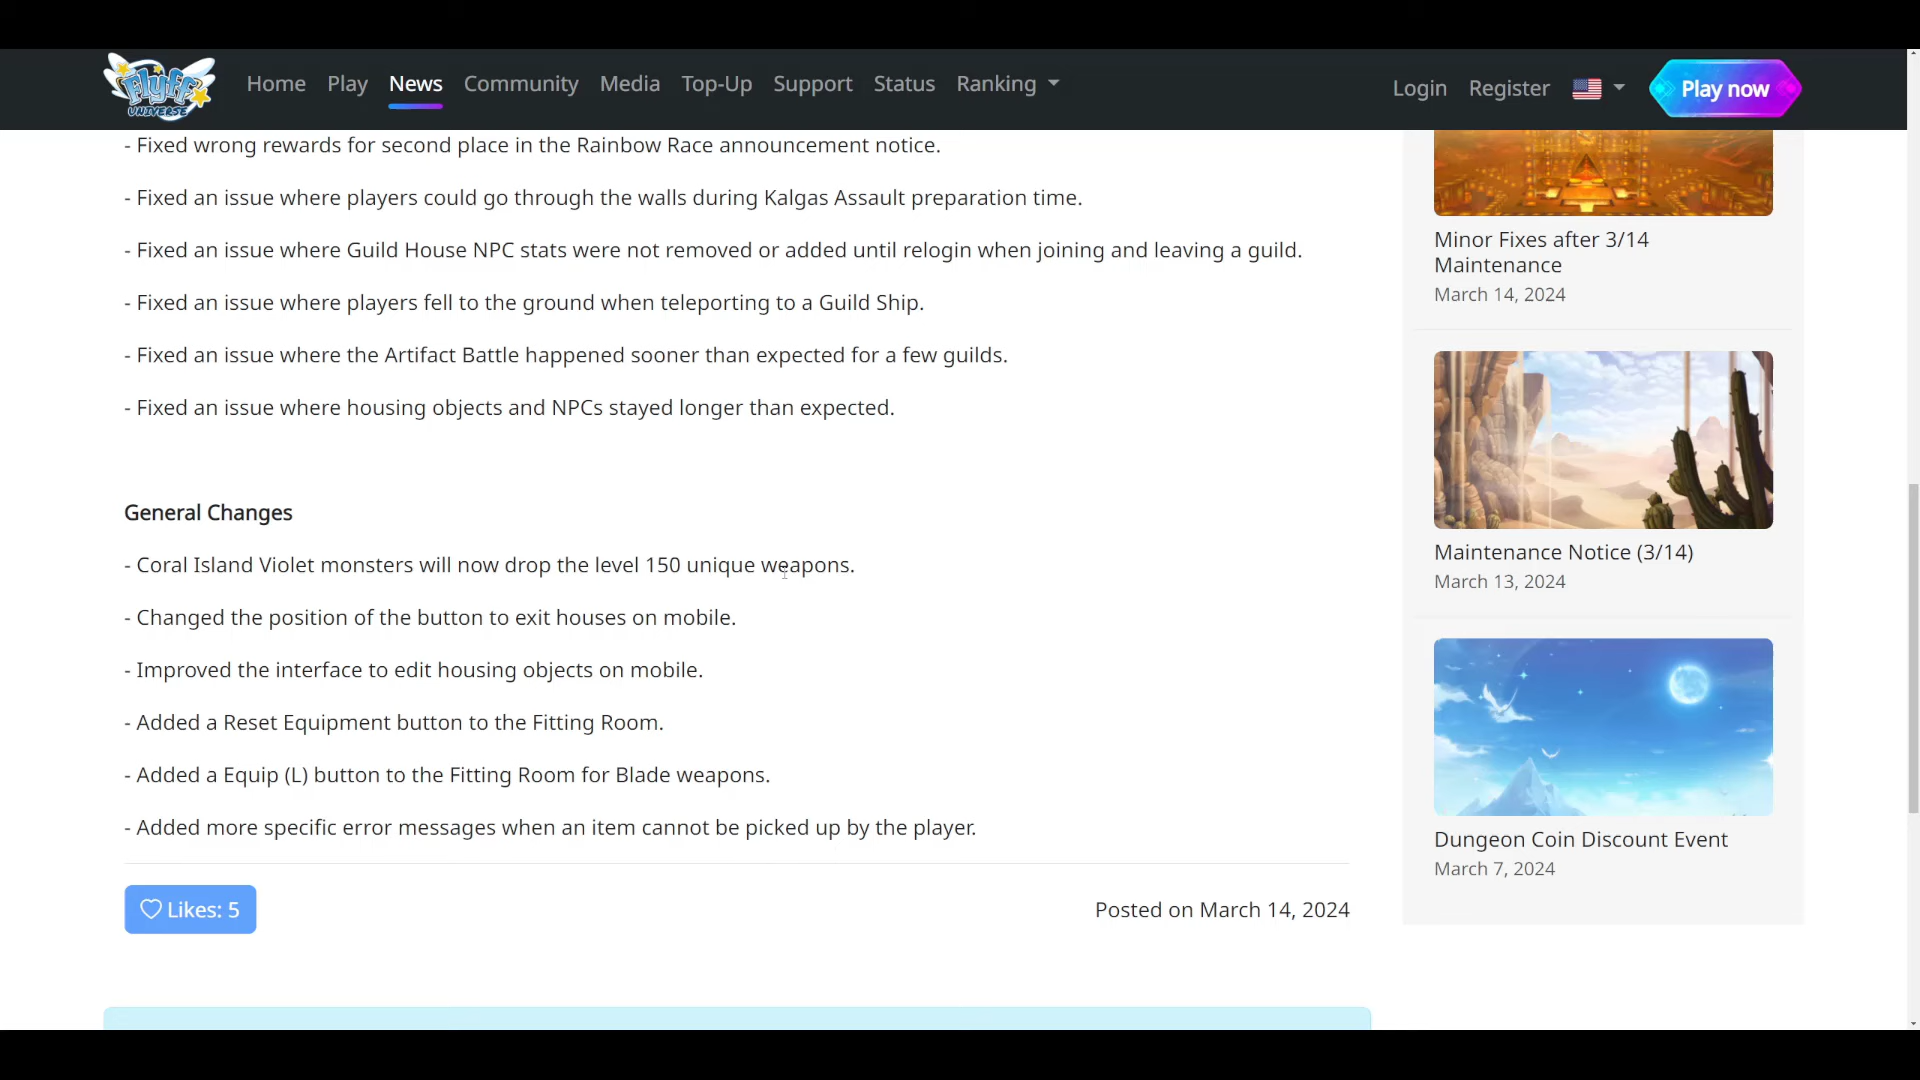 Flyff
UNIVERSE
Home Play News Community Media Top-Up Support Status Ranking
Login Register Play now
- Fixed wrong rewards for second place in the Rainbow Race announcement notice.
- Fixed an issue where players could go through the walls during Kalgas Assault preparation time.
- Fixed an issue where Guild House NPC stats were not removed or added until relogin when joining and leaving a guild.
- Fixed an issue where players fell to the ground when teleporting to a Guild Ship.
- Fixed an issue where the Artifact Battle happened sooner than expected for a few guilds.
- Fixed an issue where housing objects and NPCs stayed longer than expected.
General Changes
- Coral Island Violet monsters will now drop the level 150 unique weapons.
- Changed the position of the button to exit houses on mobile.
- Improved the interface to edit housing objects on mobile.
- Added a Reset Equipment button to the Fitting Room.
- Added a Equip (L) button to the Fitting Room for Blade weapons.
- Added more specific error messages when an item cannot be picked up by the player.
Likes: 5
Posted on March 14, 2024
Minor Fixes after 3/14
Maintenance
March 14, 2024
Maintenance Notice (3/14)
March 13, 2024
Dungeon Coin Discount Event
March 7, 2024